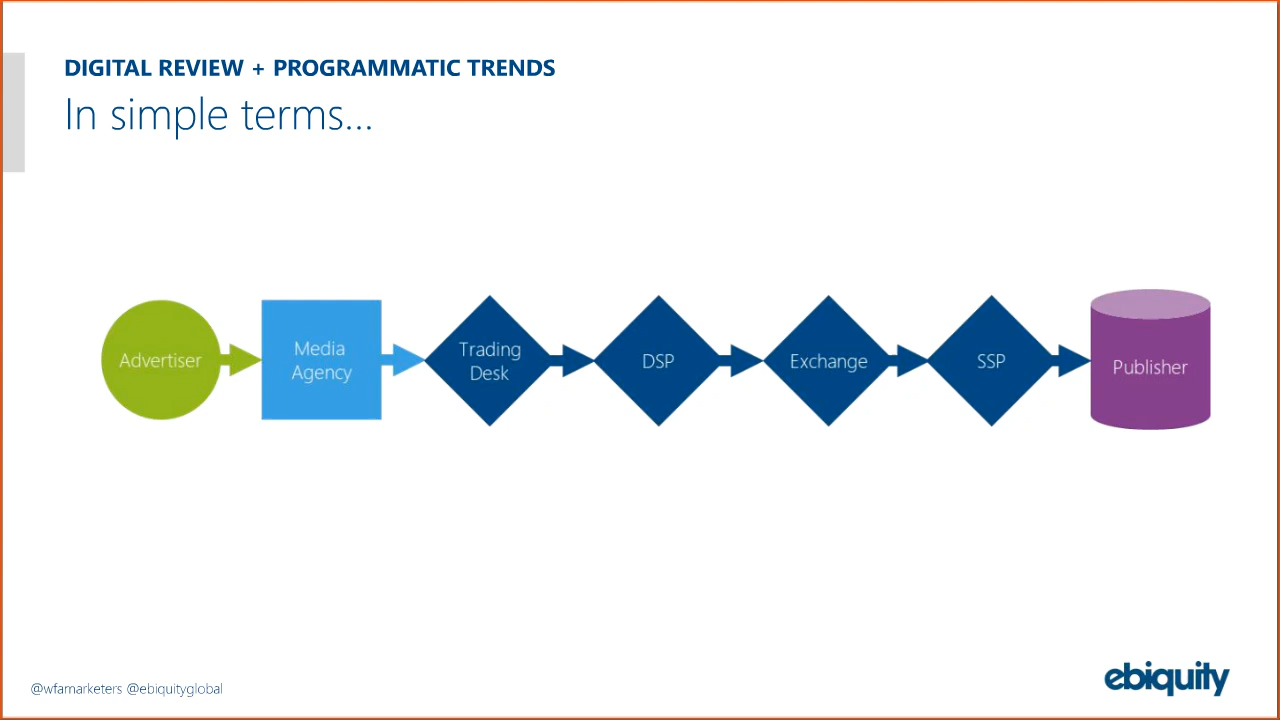 DIGITAL REVIEW + PROGRAMMATIC TRENDS
In simple terms...
Advertiser
Media
Agency
Trading
Desk
DSP
Exchange
SSP
Publisher
@wfamarketers @ebiquityglobal
ebiquity